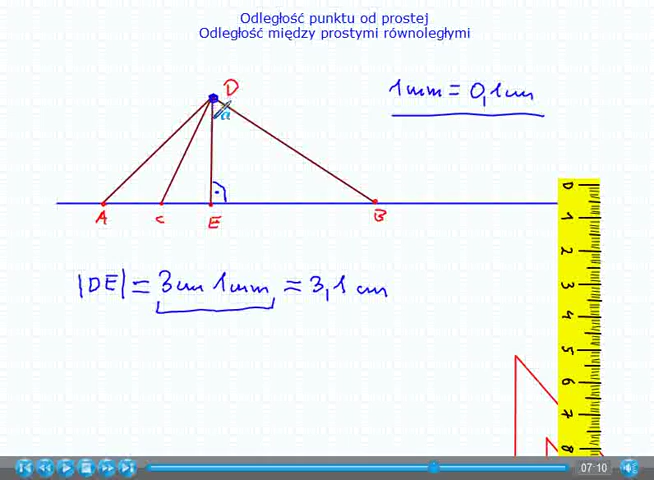 Odległość punktu od prostej
Odległość między prostymi równoległymi
D
1mm = 0,1cm
a
A
C
E
B
|DE| = 3cm 1mm = 3,1 cm
0
1
2
3
4
5
6
7
8
07:10